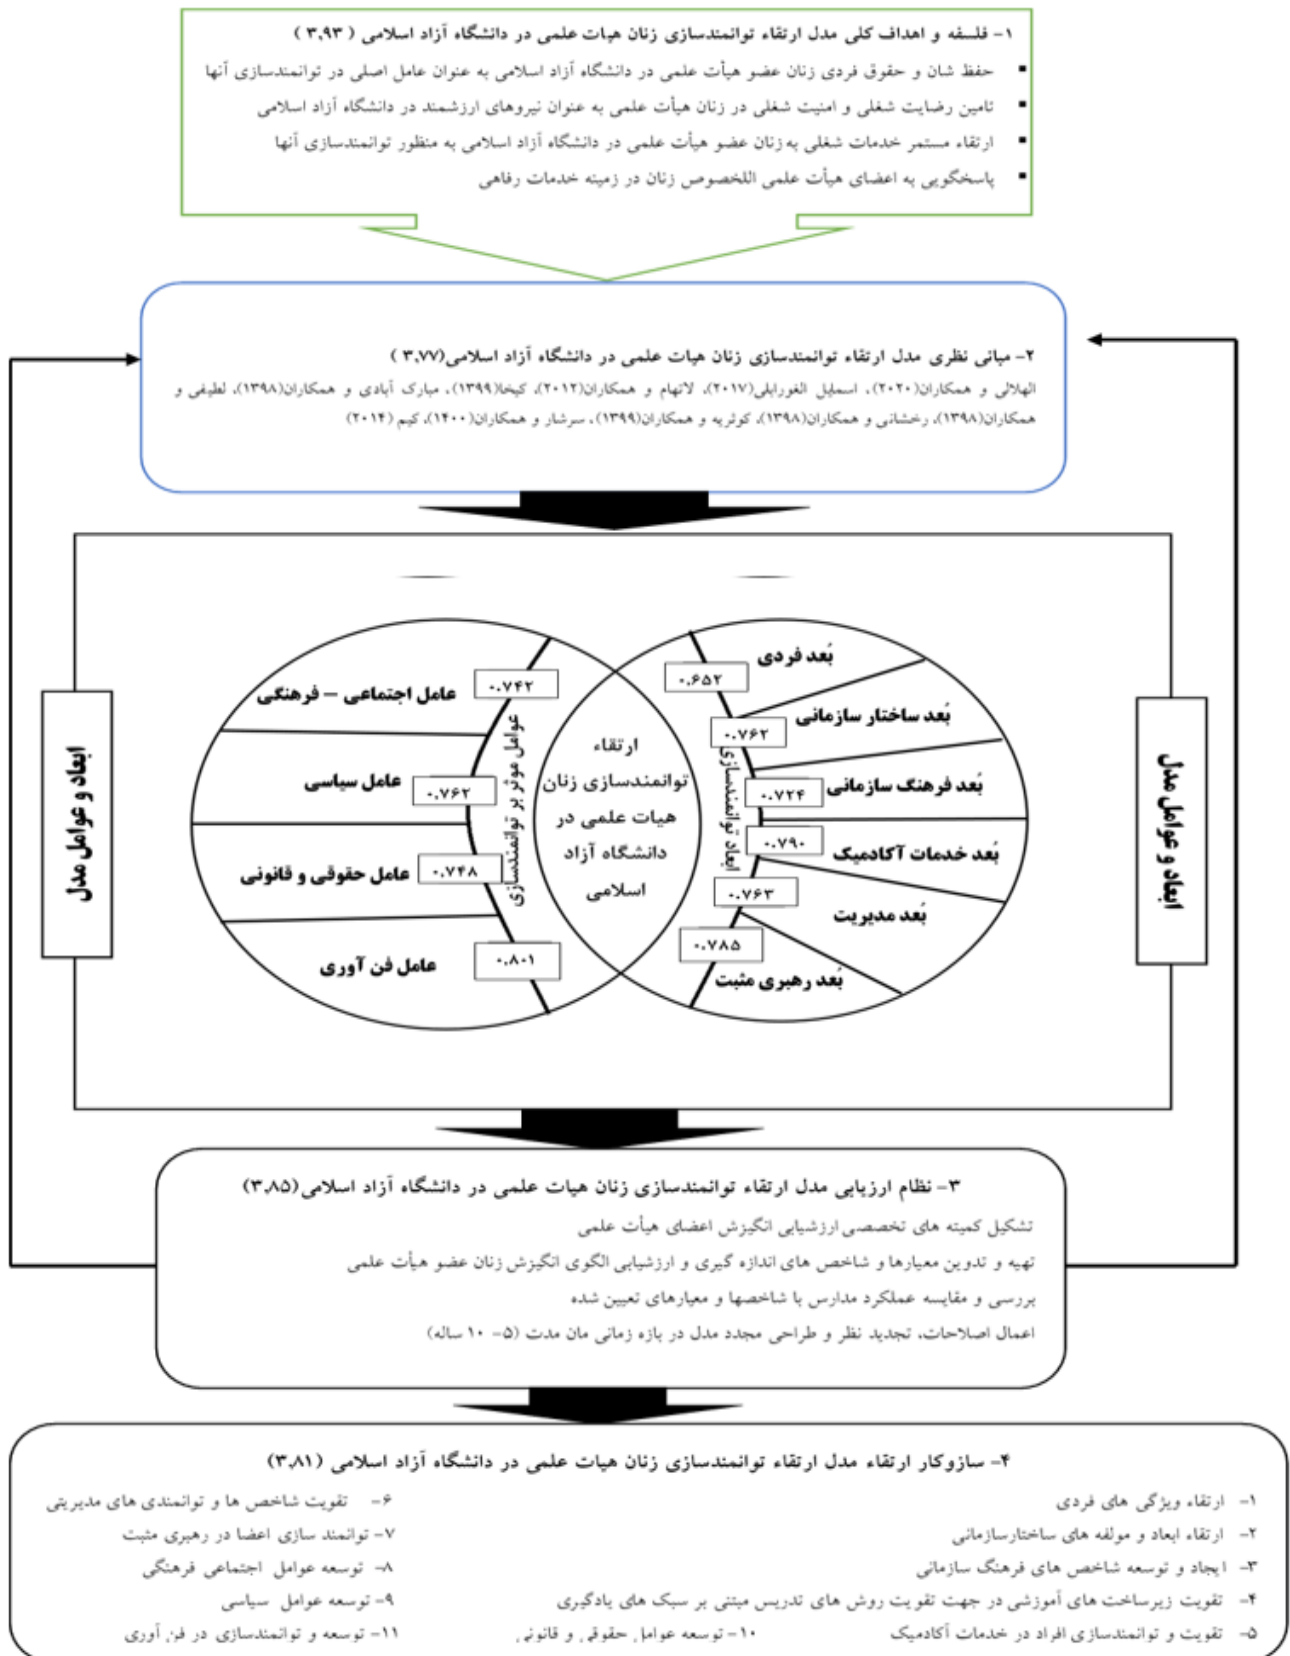 ۱- فلسفه و اهداف کلی مدل ارتقاء توانمندسازی زنان هیات علمی در دانشگاه آزاد اسلامی ( ۳,۹۳ )
▪ حفظ شان و حقوق فردی زنان عضو هیأت علمی در دانشگاه آزاد اسلامی به عنوان عامل اصلی در توانمندسازی آنها
▪ تامین رضایت شغلی و امنیت شغلی در زنان هیأت علمی به عنوان نیروهای ارزشمند در دانشگاه آزاد اسلامی
▪ ارتقاء مستمر خدمات شغلی به زنان عضو هیأت علمی در دانشگاه آزاد اسلامی به منظور توانمندسازی آنها
▪ پاسخگویی به اعضای هیأت علمی اللخصوص زنان در زمینه خدمات رفاهی
۲- مبانی نظری مدل ارتقاء توانمندسازی زنان هیات علمی در دانشگاه آزاد اسلامی(۳,۷۷ )
الهلالی و همکاران(۲۰۲۰)، اسمایل الغورابلی(۲۰۱۷)، لاتهام و همکاران(۲۰۱۲)، کیخا(۱۳۹۹)، مبارک آبادی و همکاران(۱۳۹۸)، لطیفی و
همکاران(۱۳۹۸)، رخشانی و همکاران(۱۳۹۸)، کوثریه و همکاران(۱۳۹۹)، سرشار و همکاران(۱۴۰۰)، کیم (۲۰۱۴)
ابعاد و عوامل مدل
بُعد فردی
۰.۶۵۲
بُعد ساختار سازمانی
۰.۷۶۲
بُعد فرهنگ سازمانی
۰.۷۲۴
بُعد خدمات آکادمیک
۰.۷۹۰
بُعد مدیریت
۰.۷۶۳
بُعد رهبری مثبت
۰.۷۸۵
ابعاد توانمندسازی
ارتقاء
توانمندسازی زنان
هیات علمی در
دانشگاه آزاد
اسلامی
عوامل موثر بر توانمندسازی
۰.۷۴۲
عامل اجتماعی – فرهنگی
۰.۷۶۲
عامل سیاسی
۰.۷۴۸
عامل حقوقی و قانونی
۰.۸۰۱
عامل فن آوری
ابعاد و عوامل مدل
۳- نظام ارزیابی مدل ارتقاء توانمندسازی زنان هیات علمی در دانشگاه آزاد اسلامی(۳,۸۵)
تشکیل کمیته های تخصصی ارزشیابی انگیزش اعضای هیأت علمی
تهیه و تدوین معیارها و شاخص های اندازه گیری و ارزشیابی الگوی انگیزش زنان عضو هیأت علمی
بررسی و مقایسه عملکرد مدارس با شاخصها و معیارهای تعیین شده
اعمال اصلاحات، تجدید نظر و طراحی مجدد مدل در بازه زمانی مان مدت (۵- ۱۰ ساله)
۴- سازوکار ارتقاء مدل ارتقاء توانمندسازی زنان هیات علمی در دانشگاه آزاد اسلامی (۳,۸۱)
۱- ارتقاء ویژگی های فردی
۲- ارتقاء ابعاد و مولفه های ساختارسازمانی
۳- ایجاد و توسعه شاخص های فرهنگ سازمانی
۴- تقویت زیرساخت های آموزشی در جهت تقویت روش های تدریس مبتنی بر سبک های یادگیری
۵- تقویت و توانمندسازی افراد در خدمات آکادمیک
۶- تقویت شاخص ها و توانمندی های مدیریتی
۷- توانمند سازی اعضا در رهبری مثبت
۸- توسعه عوامل اجتماعی فرهنگی
۹- توسعه عوامل سیاسی
۱۰- توسعه عوامل حقوقی و قانونی
۱۱- توسعه و توانمندسازی در فن آوری